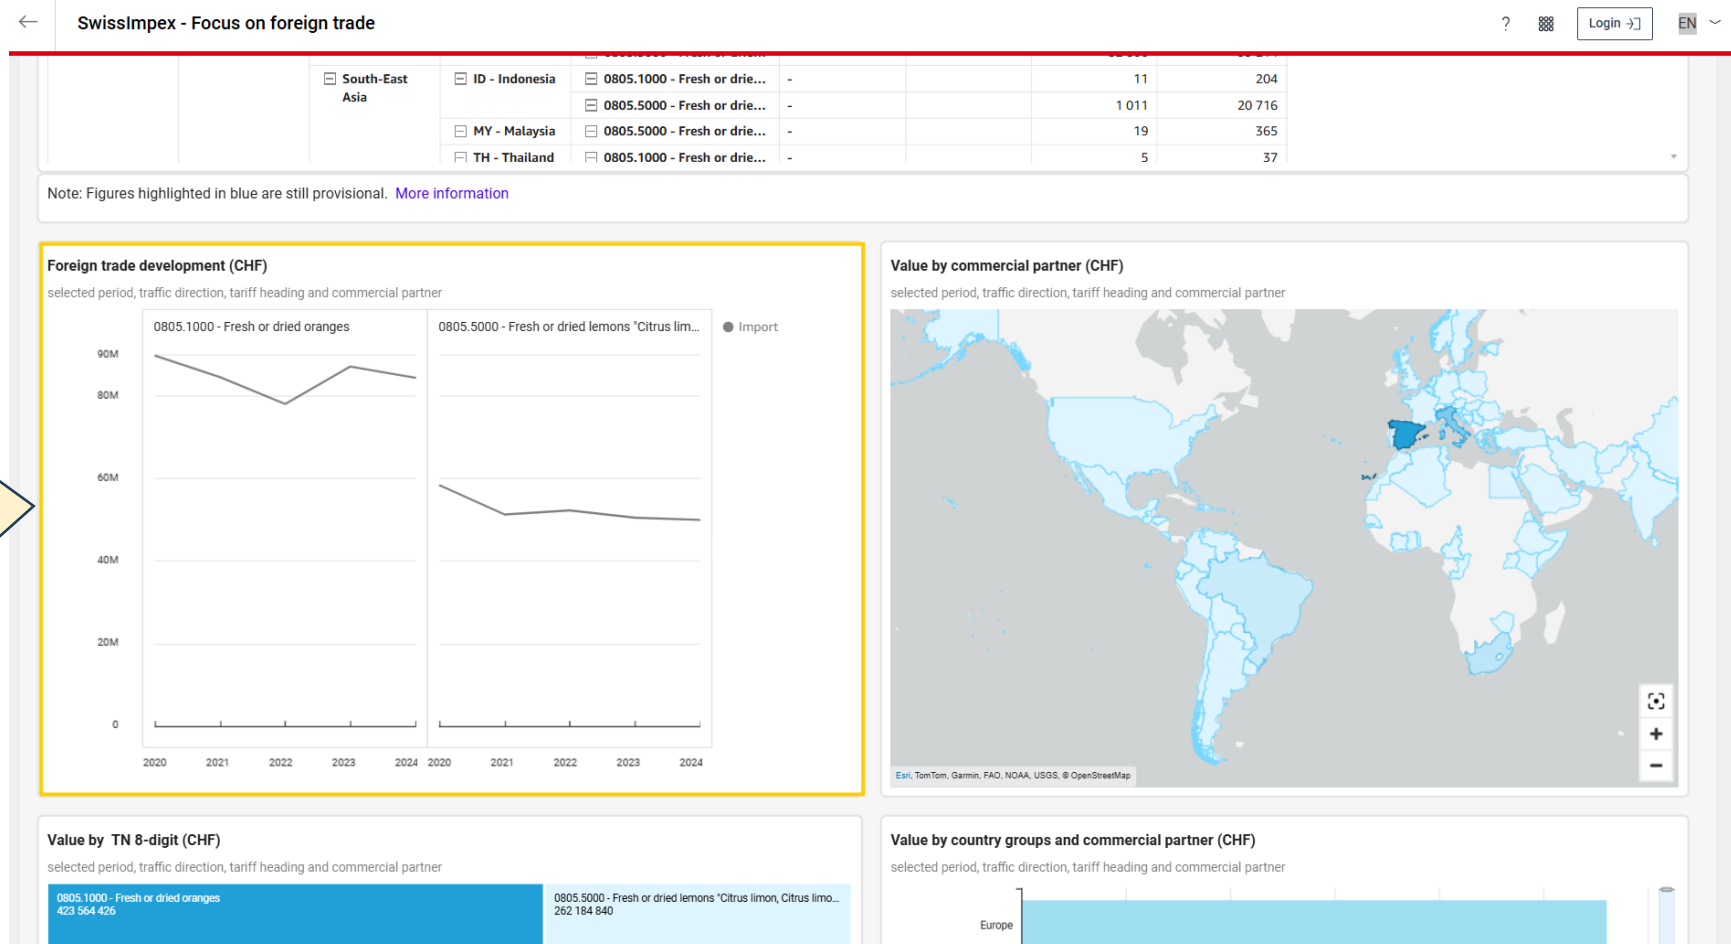 SwissImpex - Focus on foreign trade
?
Login
EN
South-East
Asia
ID - Indonesia
0805.1000 - Fresh or drie...
-
11
204
0805.5000 - Fresh or drie...
-
1 011
20 716
MY - Malaysia
0805.5000 - Fresh or drie...
-
19
365
TH - Thailand
0805.1000 - Fresh or drie...
-
5
37
Note: Figures highlighted in blue are still provisional. More information
Foreign trade development (CHF)
selected period, traffic direction, tariff heading and commercial partner
0805.1000 - Fresh or dried oranges
0805.5000 - Fresh or dried lemons "Citrus lim...
Import
90M
80M
60M
40M
20M
0
2020
2021
2022
2023
2024
2020
2021
2022
2023
2024
Value by commercial partner (CHF)
selected period, traffic direction, tariff heading and commercial partner
Esri, TomTom, Garmin, FAO, NOAA, USGS, © OpenStreetMap
Value by TN 8-digit (CHF)
selected period, traffic direction, tariff heading and commercial partner
0805.1000 - Fresh or dried oranges
423 564 426
0805.5000 - Fresh or dried lemons "Citrus limon, Citrus limo...
262 184 840
Value by country groups and commercial partner (CHF)
selected period, traffic direction, tariff heading and commercial partner
Europe